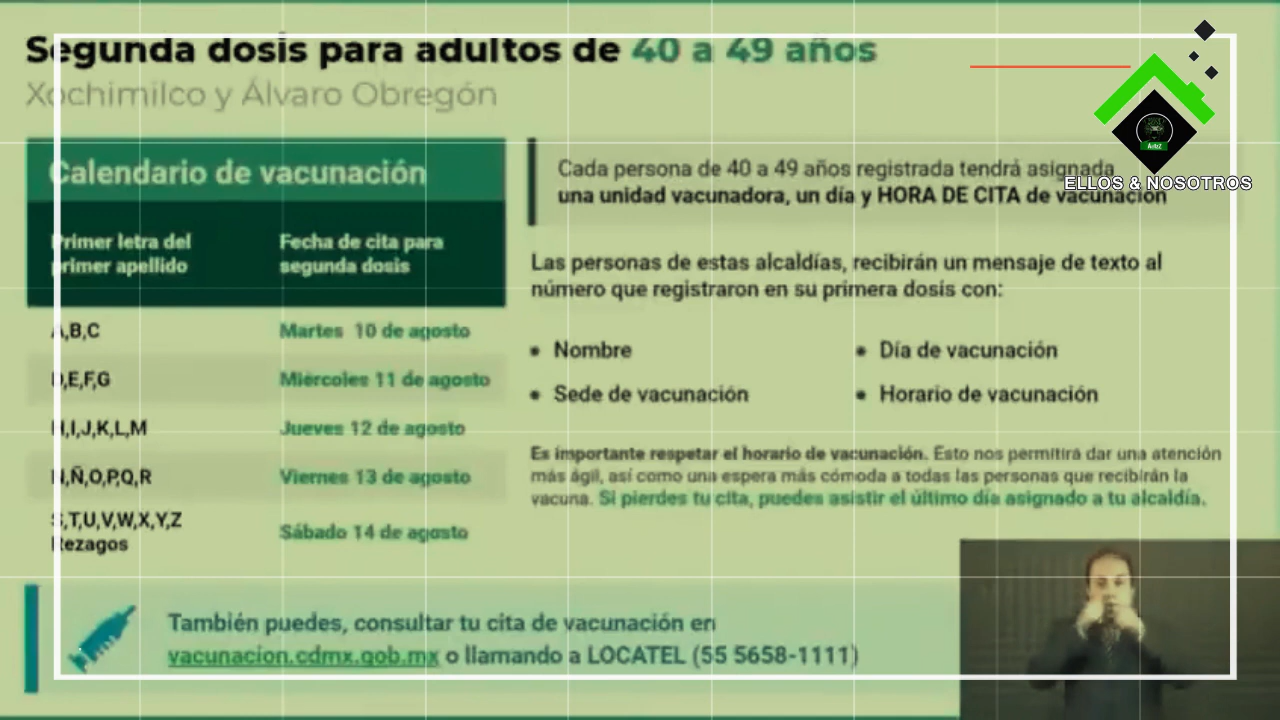 Segunda dosis para adultos de 40 a 49 años
Xochimilco y Álvaro Obregón
Calendario de vacunación
Primer letra del primer apellido
Fecha de cita para segunda dosis
A,B,C Martes 10 de agosto
D,E,F,G Miércoles 11 de agosto
H,I,J,K,L,M Jueves 12 de agosto
N,Ñ,O,P,Q,R Viernes 13 de agosto
S,T,U,V,W,X,Y,Z
Rezagos Sábado 14 de agosto
Cada persona de 40 a 49 años registrada tendrá asignada
una unidad vacunadora, un día y HORA DE CITA de vacunación
Las personas de estas alcaldías, recibirán un mensaje de texto al
número que registraron en su primera dosis con:
• Nombre
• Sede de vacunación
• Día de vacunación
• Horario de vacunación
Es importante respetar el horario de vacunación. Esto nos permitirá dar una atención
más ágil, así como una espera más cómoda a todas las personas que recibirán la
vacuna. Si pierdes tu cita, puedes asistir el último día asignado a tu alcaldía.
También puedes, consultar tu cita de vacunación en
vacunacion.cdmx.gob.mx o llamando a LOCATEL (55 5658-1111)
ELLOS & NOSOTROS